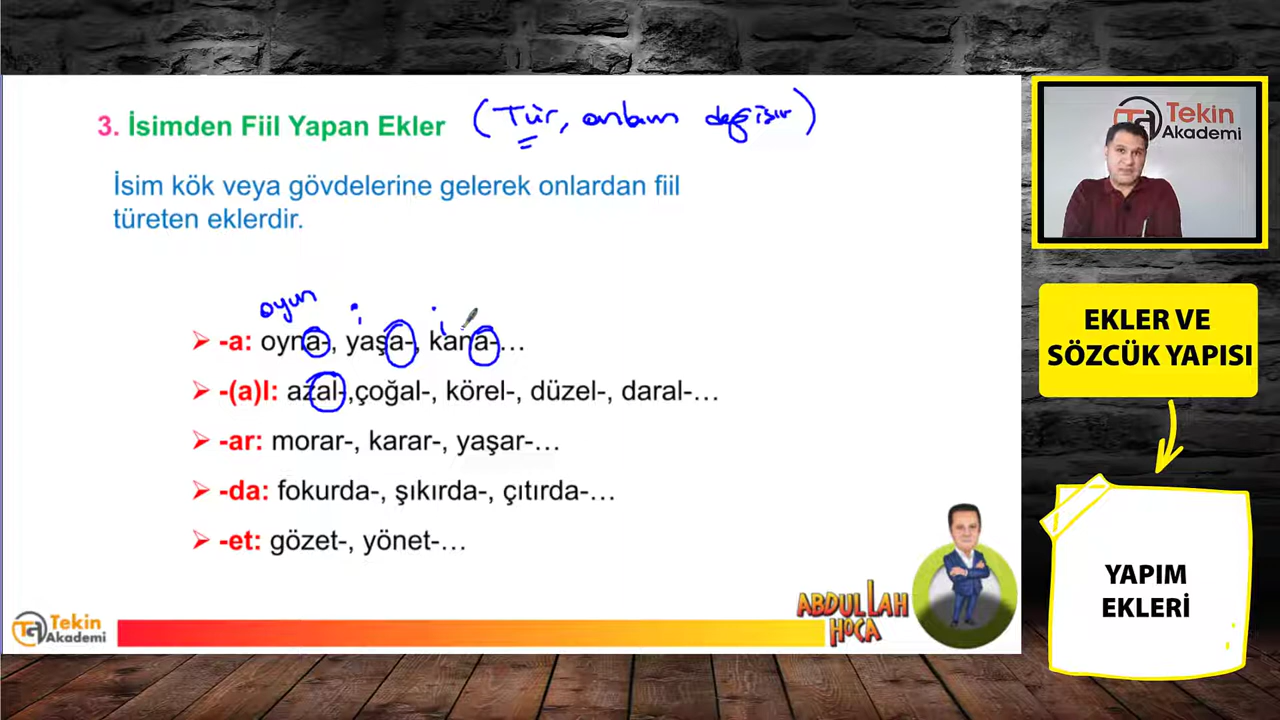 3. İsimden Fiil Yapan Ekler (Tür, anlam değişir)
İsim kök veya gövdelerine gelerek onlardan fiil
türeten eklerdir.
oyun i i
-a: oyna-, yaşa-, kana-…
-(a)l: azal-,çoğal-, körel-, düzel-, daral-…
-ar: morar-, karar-, yaşar-…
-da: fokurda-, şıkırda-, çıtırda-…
-et: gözet-, yönet-…
Tekin
Akademi
ABDULLAH
HOCA
Tekin
Akademi
EKLER VE
SÖZCÜK YAPISI
YAPIM
EKLERİ